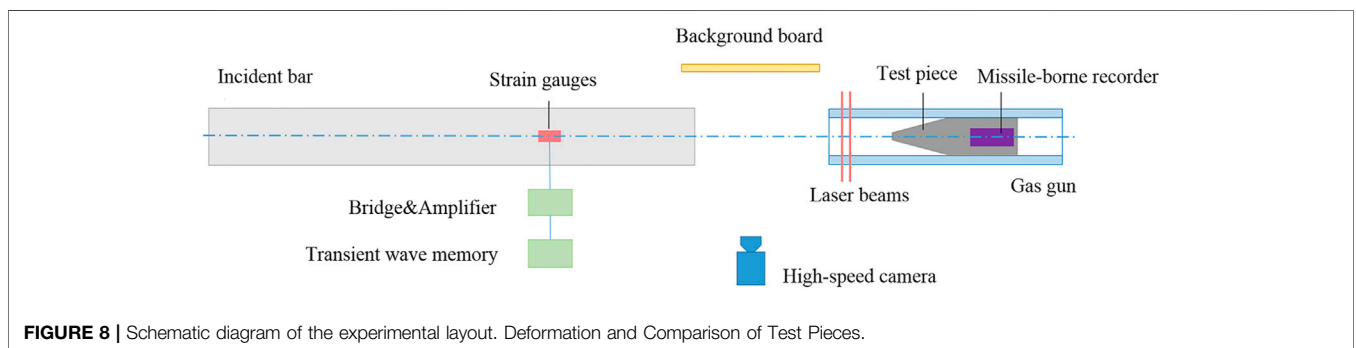 Background board
Incident bar
Strain gauges
Test piece
Missile-borne recorder
Laser beams
Gas gun
Bridge&Amplifier
Transient wave memory
High-speed camera
FIGURE 8 | Schematic diagram of the experimental layout. Deformation and Comparison of Test Pieces.